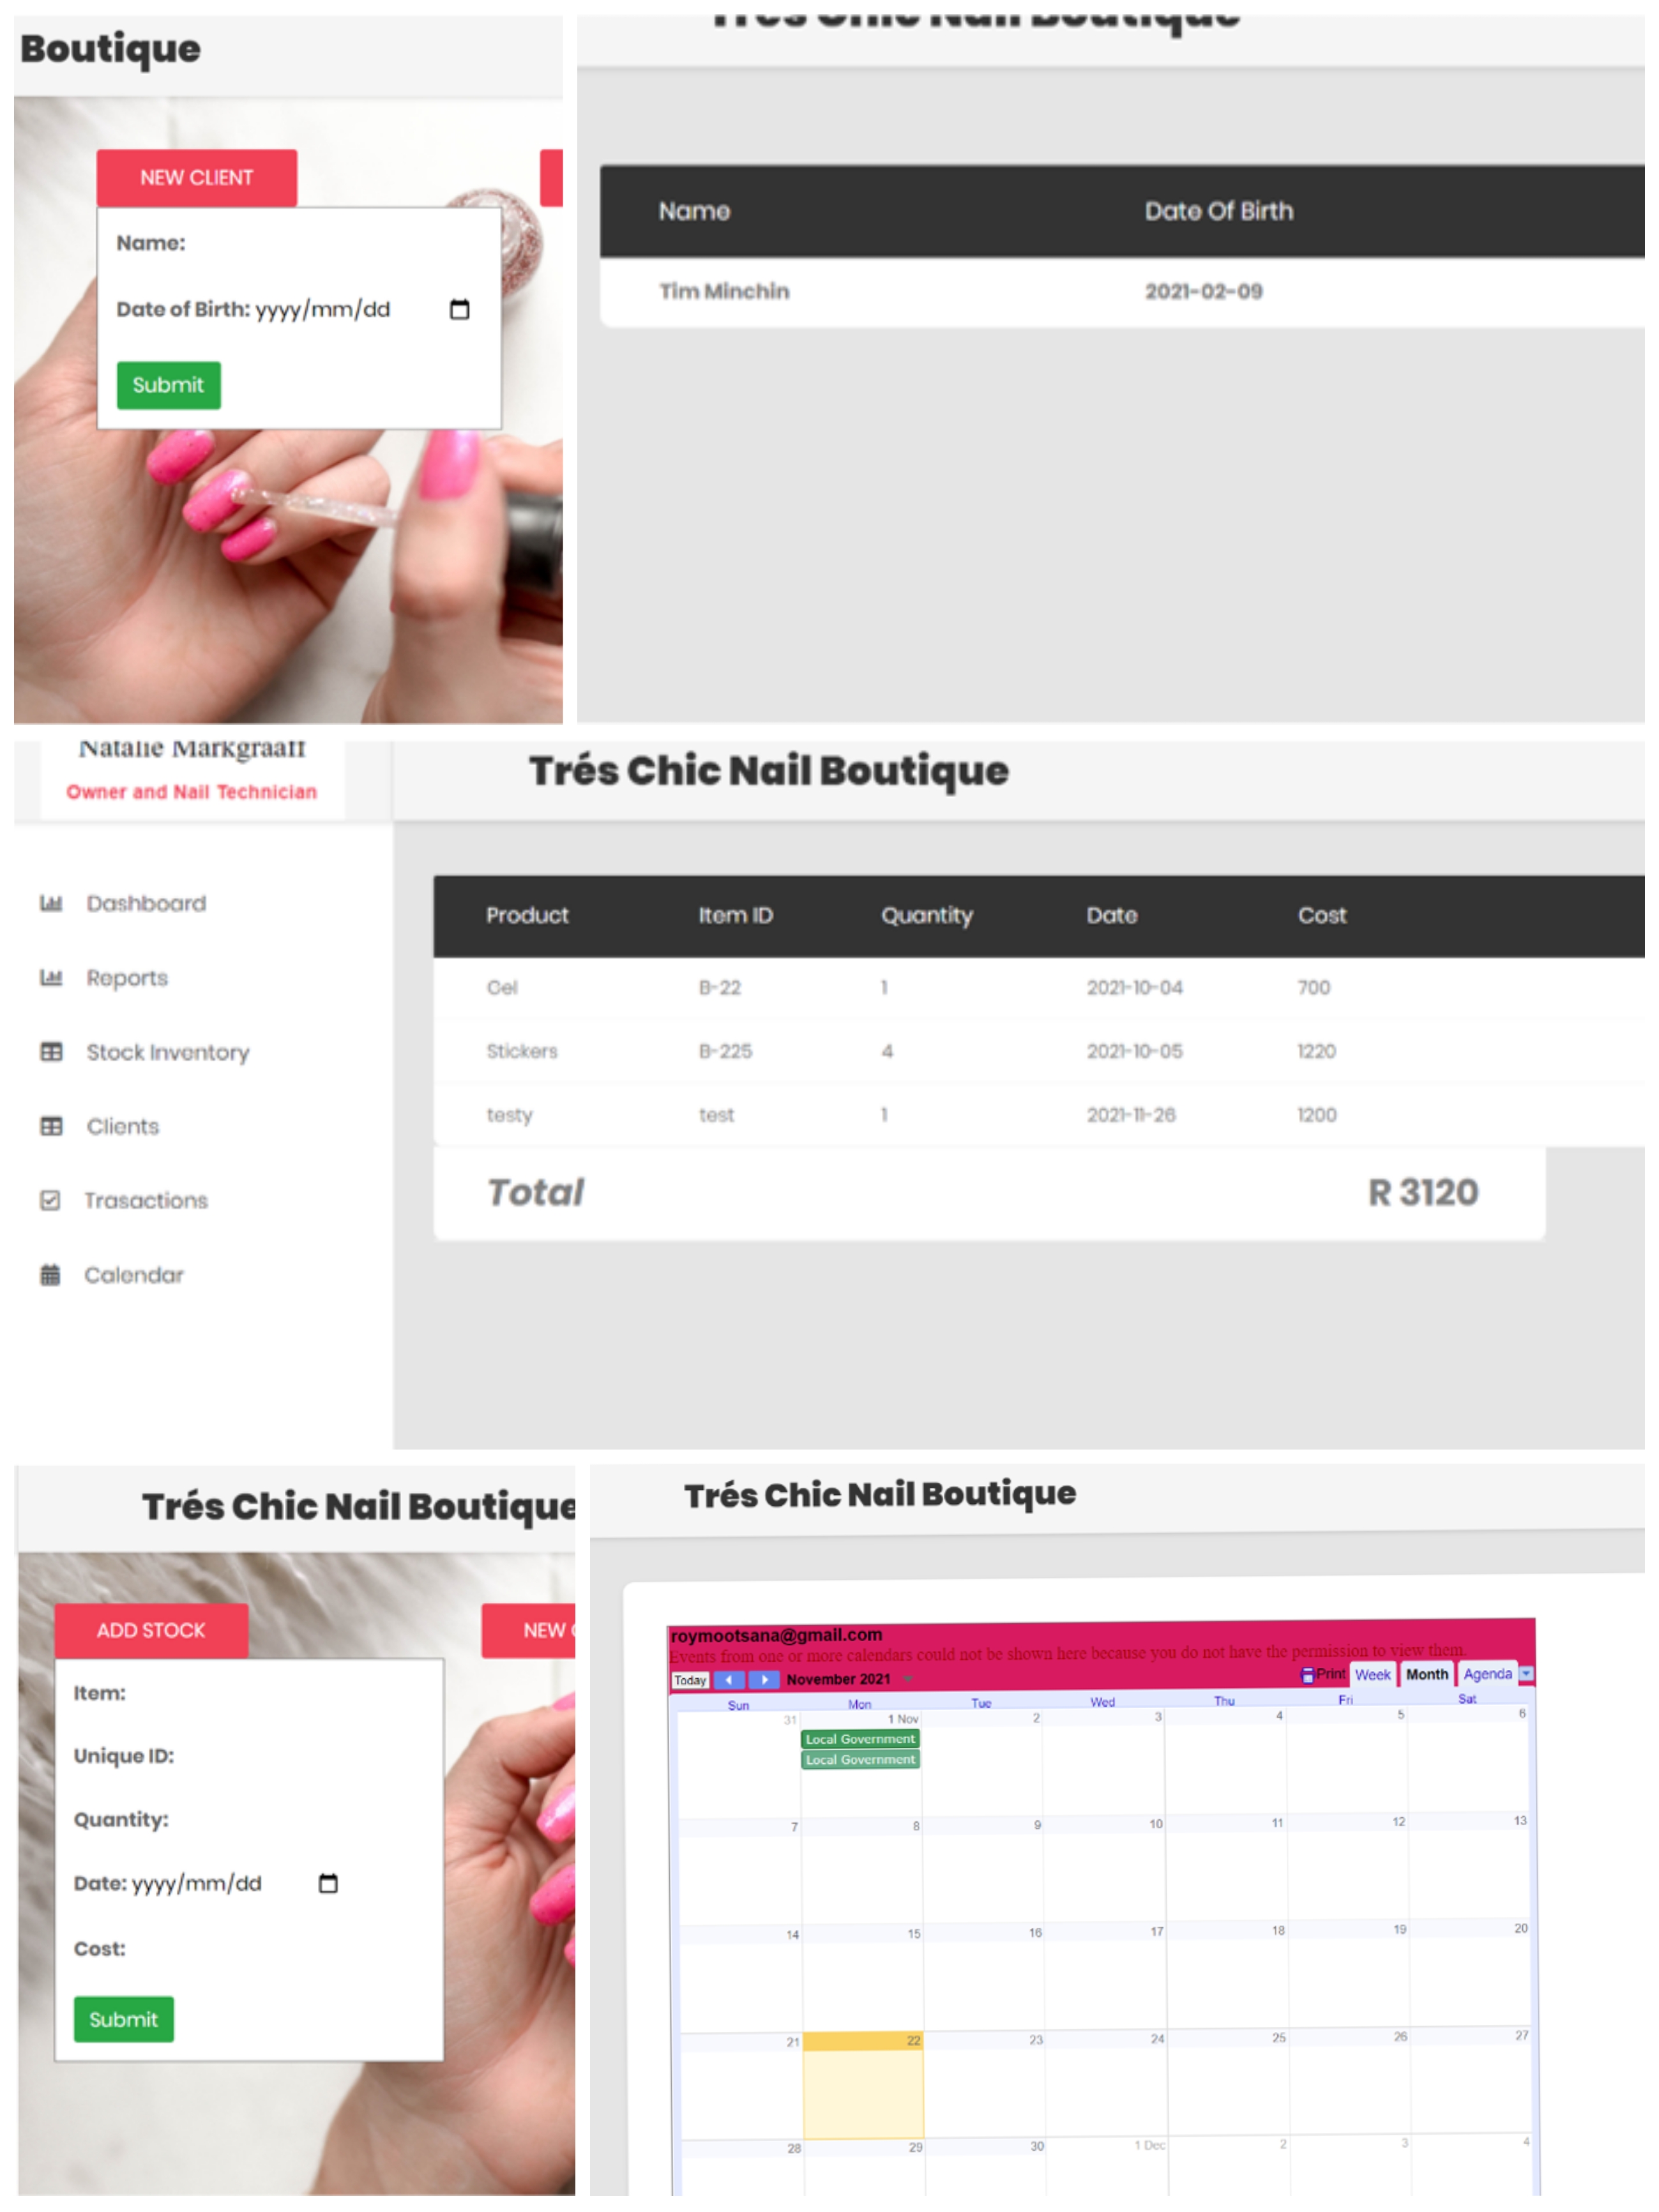 Boutique
NEW CLIENT
Name:
Date of Birth: yyyy/mm/dd
Submit
Trés Chic Nail Boutique
Name Date Of Birth
Tim Minchin 2021-02-09
Natalie Markgraaff
Owner and Nail Technician
Dashboard
Reports
Stock Inventory
Clients
Trasactions
Calendar
Trés Chic Nail Boutique
Product Item ID Quantity Date Cost
Gel B-22 1 2021-10-04 700
Stickers B-225 4 2021-10-05 1220
testy test 1 2021-11-26 1200
Total R 3120
Trés Chic Nail Boutique
ADD STOCK
NEW
Item:
Unique ID:
Quantity:
Date: yyyy/mm/dd
Cost:
Submit
Trés Chic Nail Boutique
roymootsana@gmail.com
Events from one or more calendars could not be shown here because you do not have the permission to view them.
Today November 2021 Print Week Month Agenda
Sun Mon Tue Wed Thu Fri Sat
31 1 Nov 2 3 4 5 6
Local Government
Local Government
7 8 9 10 11 12 13
14 15 16 17 18 19 20
21 22 23 24 25 26 27
28 29 30 1 Dec 2 3 4